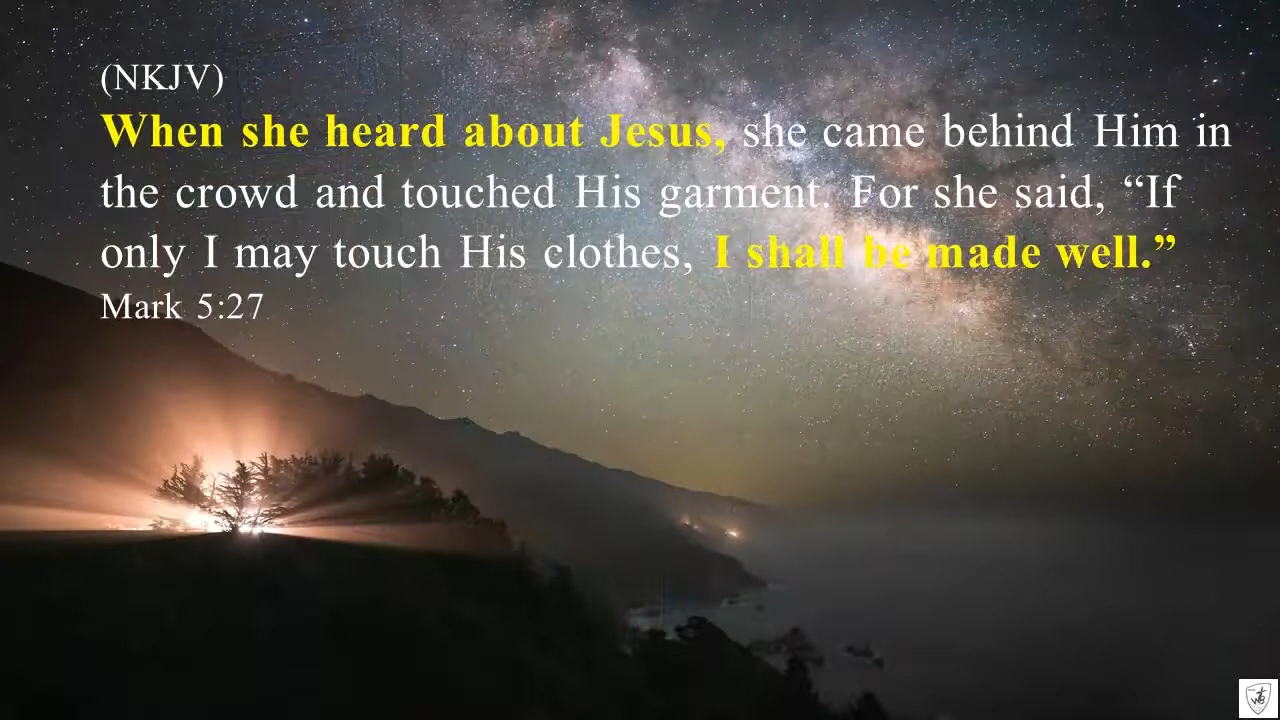 (NKJV)
When she heard about Jesus, she came behind Him in
the crowd and touched His garment. For she said, “If
only I may touch His clothes, I shall be made well.”
Mark 5:27